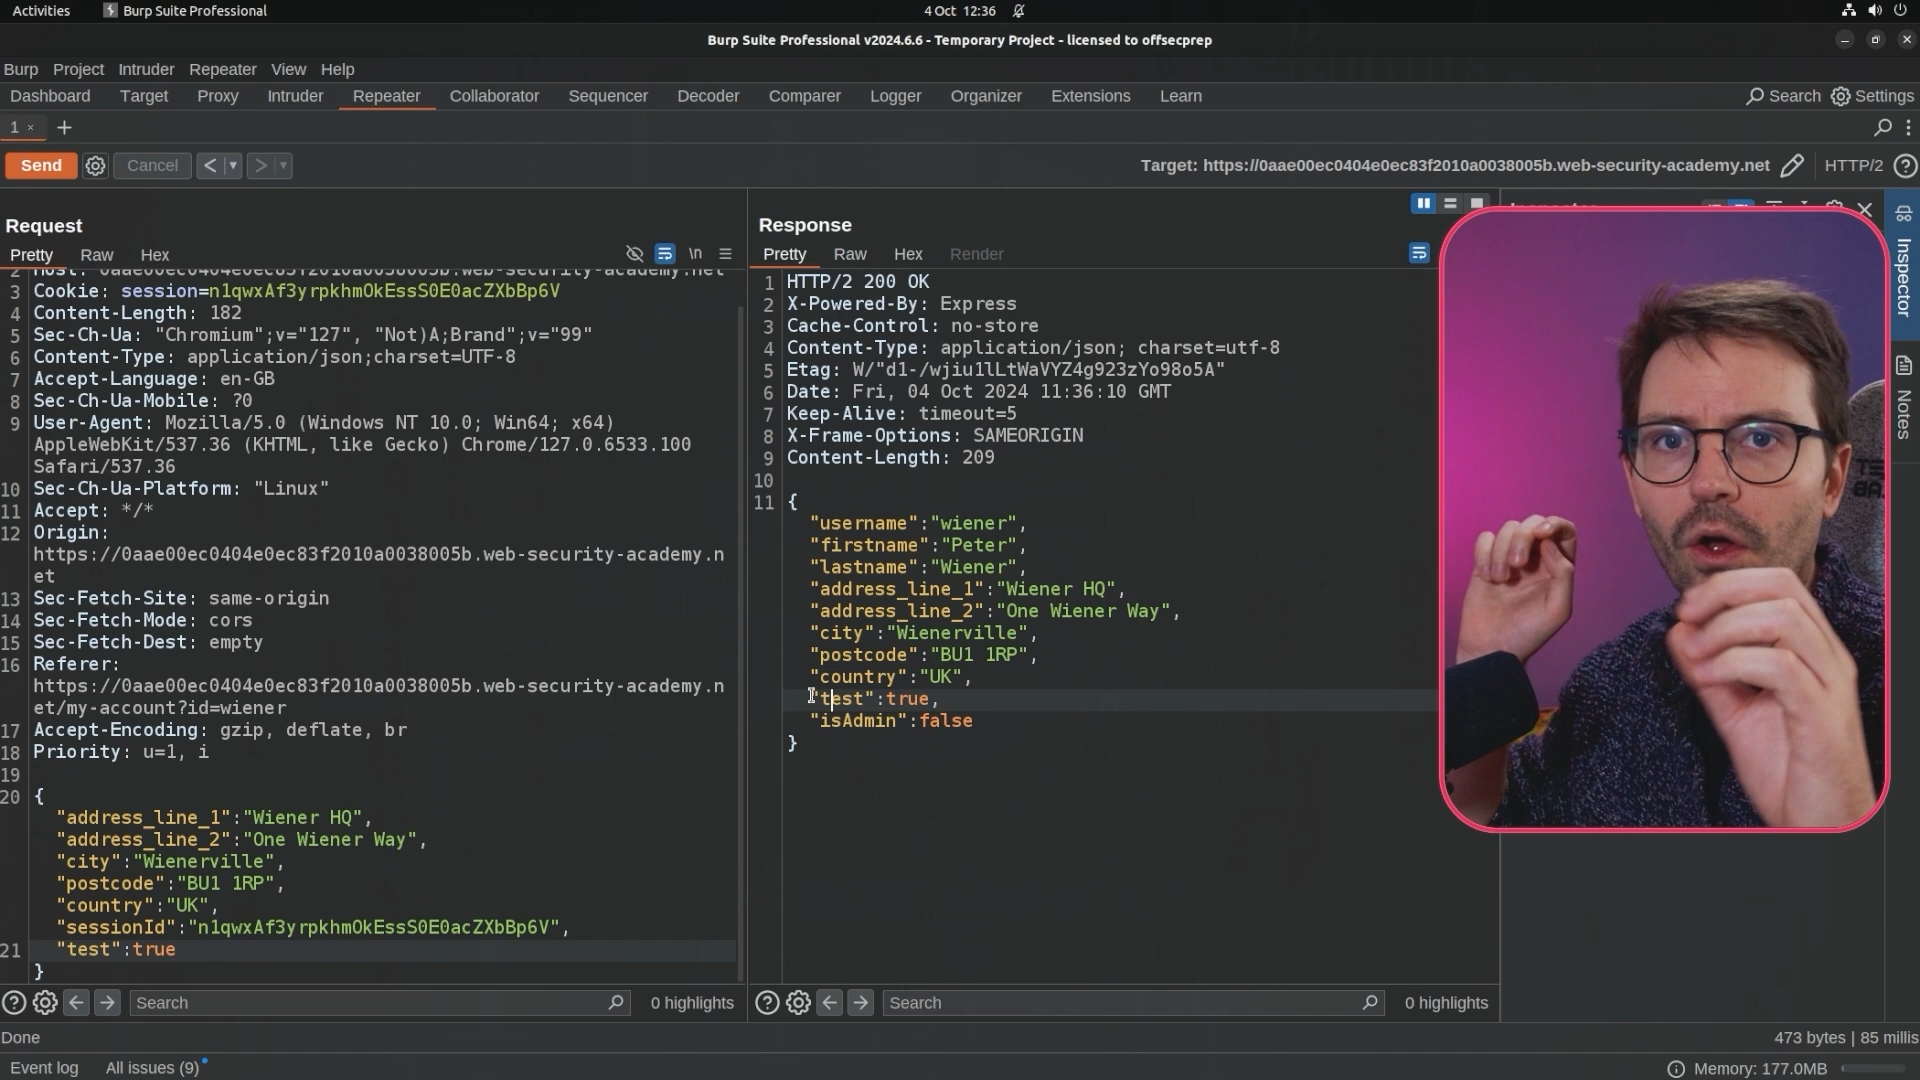 Activities Burp Suite Professional 4 Oct 12:36
Burp Suite Professional v2024.6.6 - Temporary Project - licensed to offsecprep
Burp Project Intruder Repeater View Help
Dashboard Target Proxy Intruder Repeater Collaborator Sequencer Decoder Comparer Logger Organizer Extensions Learn Search Settings
1 × +
Send Cancel < > Target: https://0aae00ec0404e0ec83f2010a0038005b.web-security-academy.net HTTP/2
Request
Pretty Raw Hex \n
2 Host: 0aae00ec0404e0ec83f2010a0038005b.web-security-academy.net
3 Cookie: session=n1qwxAf3yrpkhmOkEssS0E0acZXbBp6V
4 Content-Length: 182
5 Sec-Ch-Ua: "Chromium";v="127", "Not)A;Brand";v="99"
6 Content-Type: application/json;charset=UTF-8
7 Accept-Language: en-GB
8 Sec-Ch-Ua-Mobile: ?0
9 User-Agent: Mozilla/5.0 (Windows NT 10.0; Win64; x64)
AppleWebKit/537.36 (KHTML, like Gecko) Chrome/127.0.6533.100
Safari/537.36
10 Sec-Ch-Ua-Platform: "Linux"
11 Accept: */*
12 Origin:
https://0aae00ec0404e0ec83f2010a0038005b.web-security-academy.n
et
13 Sec-Fetch-Site: same-origin
14 Sec-Fetch-Mode: cors
15 Sec-Fetch-Dest: empty
16 Referer:
https://0aae00ec0404e0ec83f2010a0038005b.web-security-academy.n
et/my-account?id=wiener
17 Accept-Encoding: gzip, deflate, br
18 Priority: u=1, i
19
20 {
"address_line_1":"Wiener HQ",
"address_line_2":"One Wiener Way",
"city":"Wienerville",
"postcode":"BU1 1RP",
"country":"UK",
"sessionId":"n1qwxAf3yrpkhmOkEssS0E0acZXbBp6V",
21 "test":true
}
Search 0 highlights
Response
Pretty Raw Hex Render
1 HTTP/2 200 OK
2 X-Powered-By: Express
3 Cache-Control: no-store
4 Content-Type: application/json; charset=utf-8
5 Etag: W/"d1-/wjiu1lLtWaVYZ4g923zYo98o5A"
6 Date: Fri, 04 Oct 2024 11:36:10 GMT
7 Keep-Alive: timeout=5
8 X-Frame-Options: SAMEORIGIN
9 Content-Length: 209
10
11 {
"username":"wiener",
"firstname":"Peter",
"lastname":"Wiener",
"address_line_1":"Wiener HQ",
"address_line_2":"One Wiener Way",
"city":"Wienerville",
"postcode":"BU1 1RP",
"country":"UK",
"test":true,
"isAdmin":false
}
Search 0 highlights
Inspector
Notes
Done 473 bytes | 85 millis
Event log All issues (9) Memory: 177.0MB